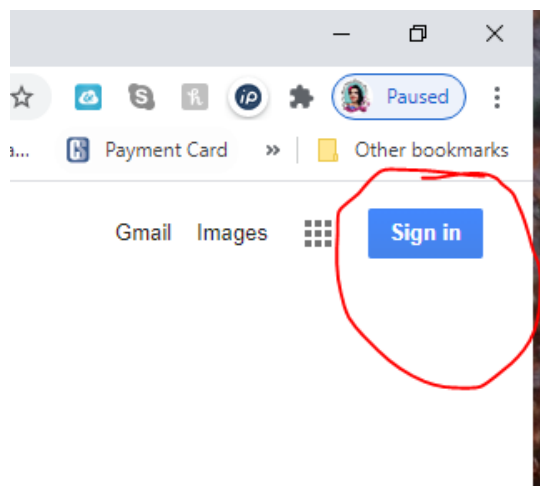 Paused
a...
Payment Card
»
Other bookmarks
Gmail Images
Sign in